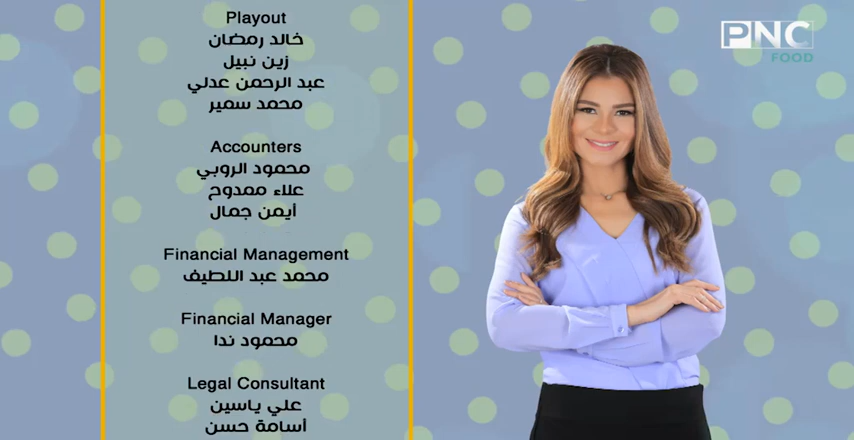 PNC
FOOD
Playout
خالد رمضان
زين نبيل
عبد الرحمن عدلي
محمد سمير
Accounters
محمود الروبي
علاء ممدوح
أيمن جمال
Financial Management
محمد عبد اللطيف
Financial Manager
محمود ندا
Legal Consultant
علي ياسين
أسامة حسن